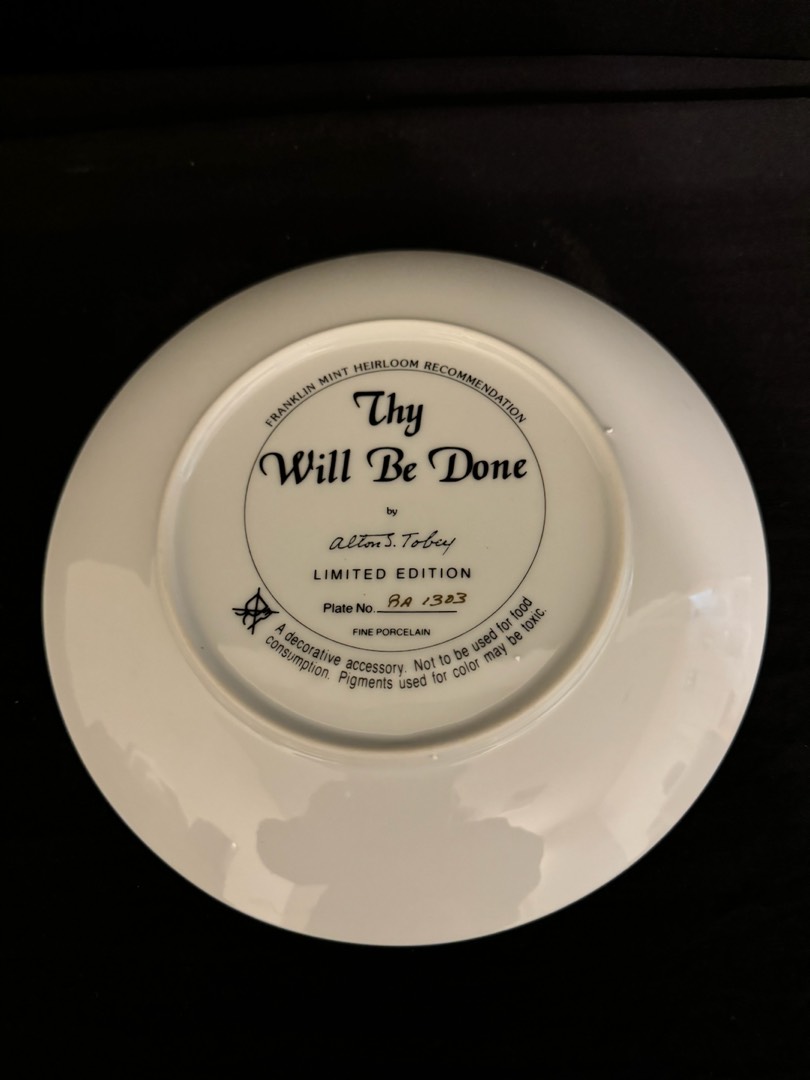 FRANKLIN MINT HEIRLOOM RECOMMENDATION
Thy
Will Be Done
by
Alton S. Tobey
LIMITED EDITION
Plate No. BA 1303
FINE PORCELAIN
A decorative accessory. Not to be used for food
consumption. Pigments used for color may be toxic.